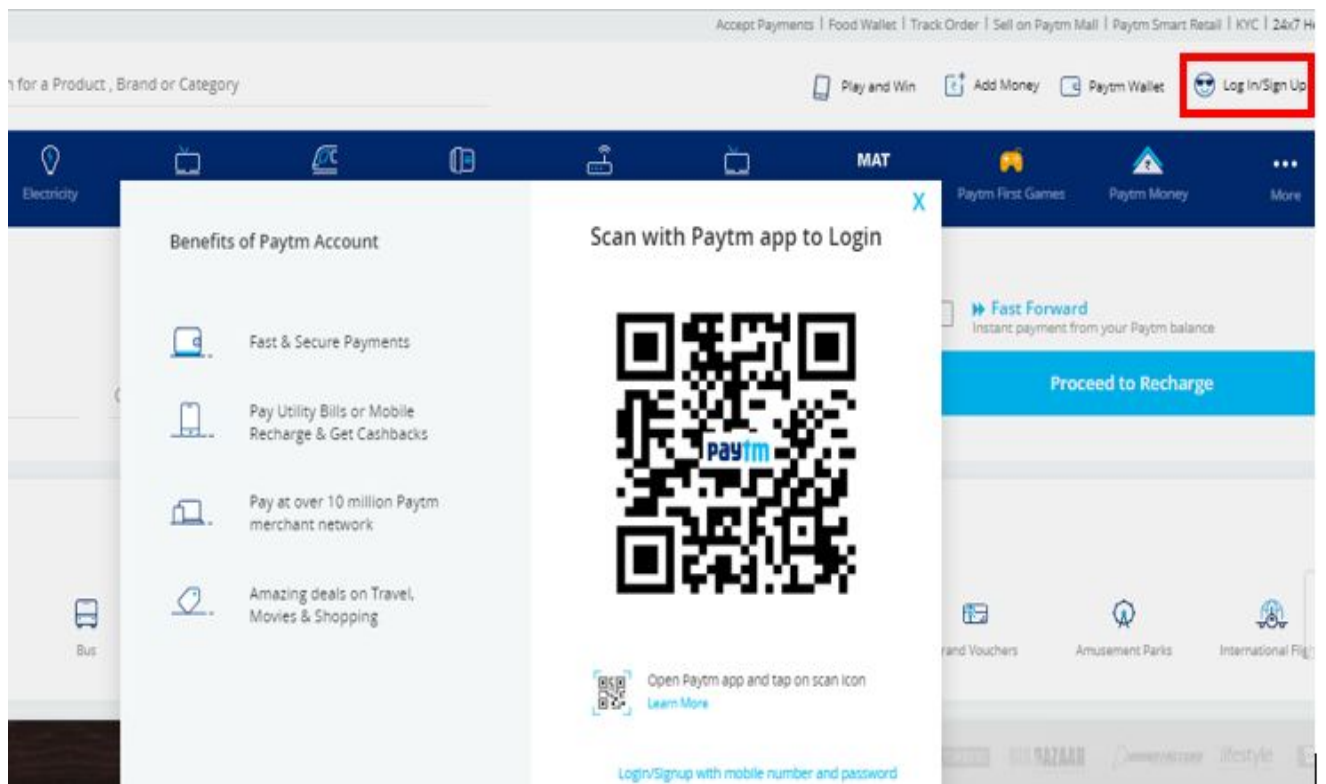 Accept Payments | Food Wallet | Track Order | Sell on Paytm Mall | Paytm Smart Retail | KYC | 24x7
for a Product , Brand or Category
Play and Win
Add Money
Paytm Wallet
Log In/Sign Up
Electricity
MAT
Paytm First Games
Paytm Money
More
X
Benefits of Paytm Account
Fast & Secure Payments
Pay Utility Bills or Mobile
Recharge & Get Cashbacks
Pay at over 10 million Paytm
merchant network
Amazing deals on Travel,
Movies & Shopping
Scan with Paytm app to Login
paytm
Open Paytm app and tap on scan icon
Learn More
Login/Signup with mobile number and password
Fast Forward
Instant payment from your Paytm balance
Proceed to Recharge
Bus
rand Vouchers
Amusement Parks
International
BAZAAR
lifestyle